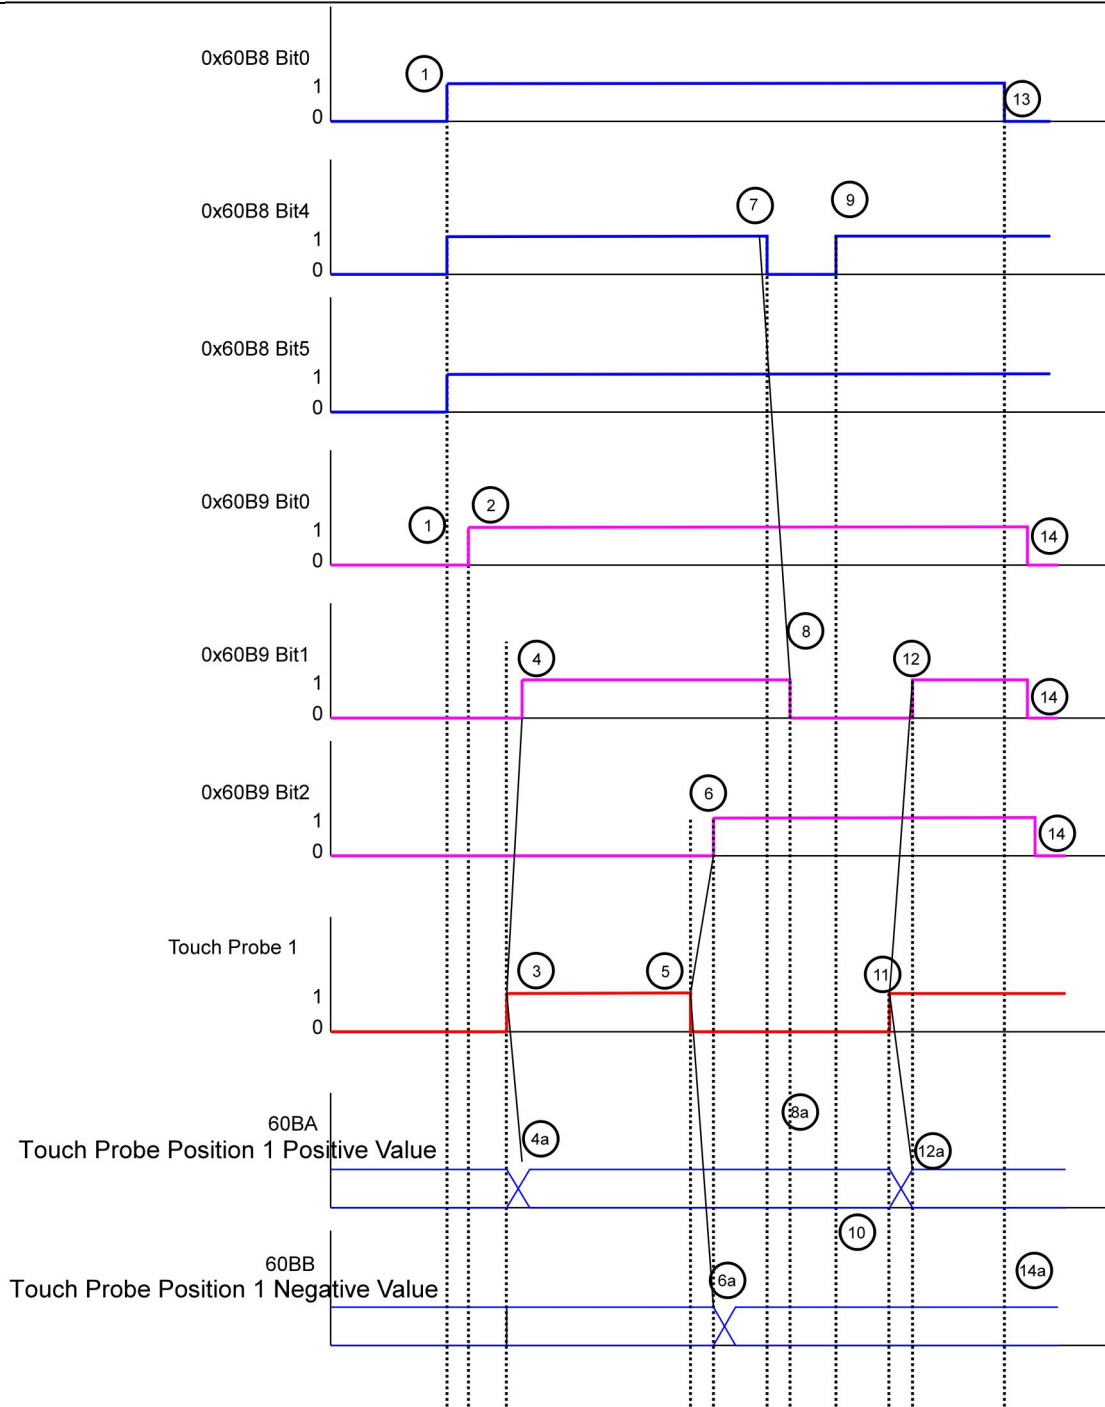 0x60B8 Bit0
1
1
13
0
0x60B8 Bit4
7
9
1
0
0x60B8 Bit5
1
0
0x60B9 Bit0
2
1
1
14
0
8
0x60B9 Bit1
4
12
1
14
0
0x60B9 Bit2
6
1
14
0
Touch Probe 1
3
5
11
1
0
60BA
8a
Touch Probe Position 1 Positive Value
4a
12a
10
60BB
6a
14a
Touch Probe Position 1 Negative Value